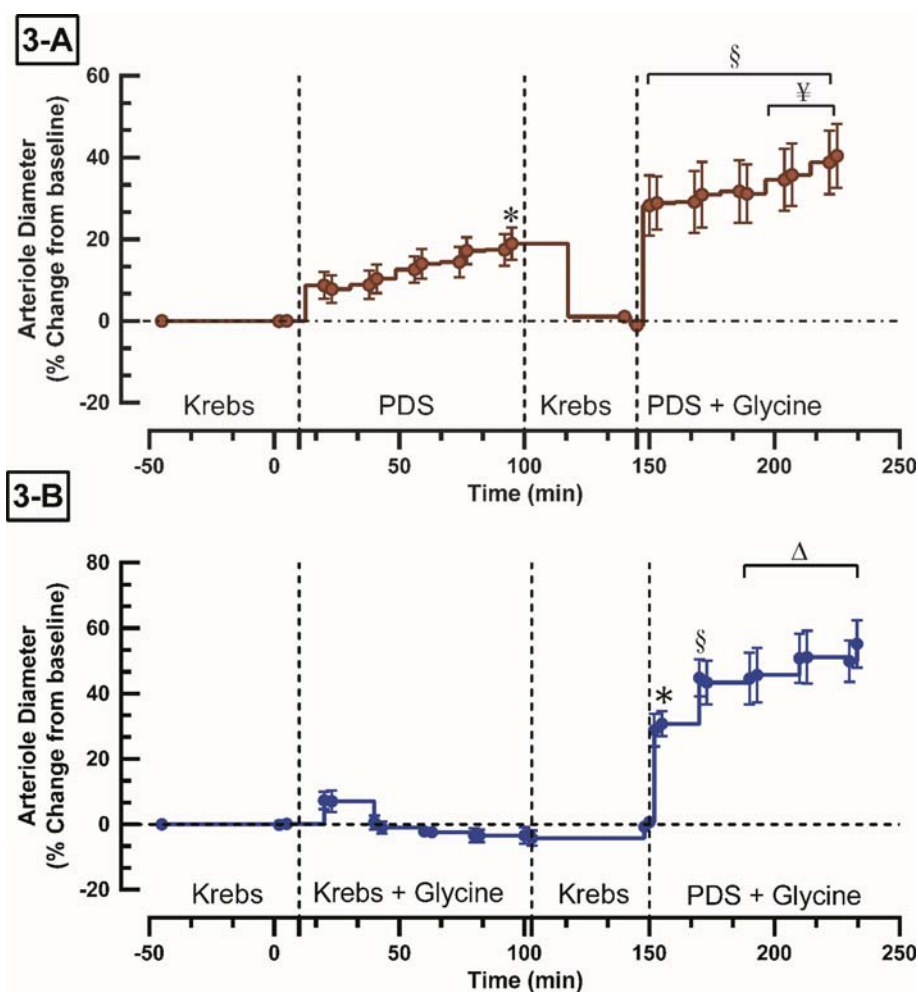 3-A
§
¥
*
60
40
20
0
-20
Arteriole Diameter
(% Change from baseline)
Krebs
PDS
Krebs
PDS + Glycine
-50
0
50
100
150
200
250
Time (min)
3-B
Δ
§
*
80
60
40
20
0
-20
Arteriole Diameter
(% Change from baseline)
Krebs
Krebs + Glycine
Krebs
PDS + Glycine
-50
0
50
100
150
200
250
Time (min)